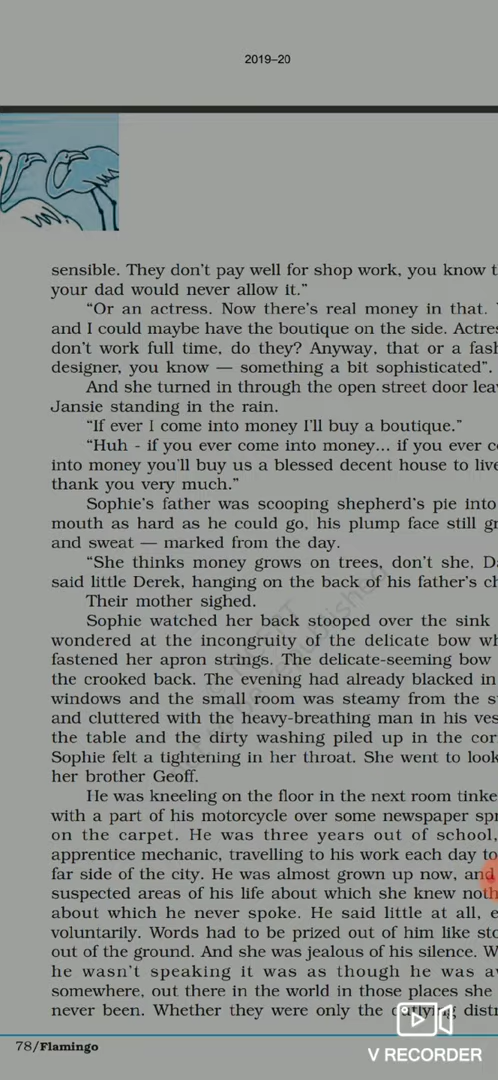 2019–20
sensible. They don't pay well for shop work, you know t
your dad would never allow it."
"Or an actress. Now there's real money in that.
and I could maybe have the boutique on the side. Actre
don't work full time, do they? Anyway, that or a fash
designer, you know — something a bit sophisticated".
And she turned in through the open street door lea
Jansie standing in the rain.
"If ever I come into money I'll buy a boutique."
"Huh - if you ever come into money... if you ever c
into money you'll buy us a blessed decent house to live
thank you very much."
Sophie's father was scooping shepherd's pie into
mouth as hard as he could go, his plump face still gr
and sweat — marked from the day.
"She thinks money grows on trees, don't she, Da
said little Derek, hanging on the back of his father's ch
Their mother sighed.
Sophie watched her back stooped over the sink
wondered at the incongruity of the delicate bow wh
fastened her apron strings. The delicate-seeming bow
the crooked back. The evening had already blacked in
windows and the small room was steamy from the s
and cluttered with the heavy-breathing man in his ves
the table and the dirty washing piled up in the cor
Sophie felt a tightening in her throat. She went to look
her brother Geoff.
He was kneeling on the floor in the next room tinke
with a part of his motorcycle over some newspaper spr
on the carpet. He was three years out of school,
apprentice mechanic, travelling to his work each day to
far side of the city. He was almost grown up now, and
suspected areas of his life about which she knew noth
about which he never spoke. He said little at all, e
voluntarily. Words had to be prized out of him like sto
out of the ground. And she was jealous of his silence. W
he wasn't speaking it was as though he was a
somewhere, out there in the world in those places she
never been. Whether they were only the outlying distr
78/Flamingo
V RECORDER